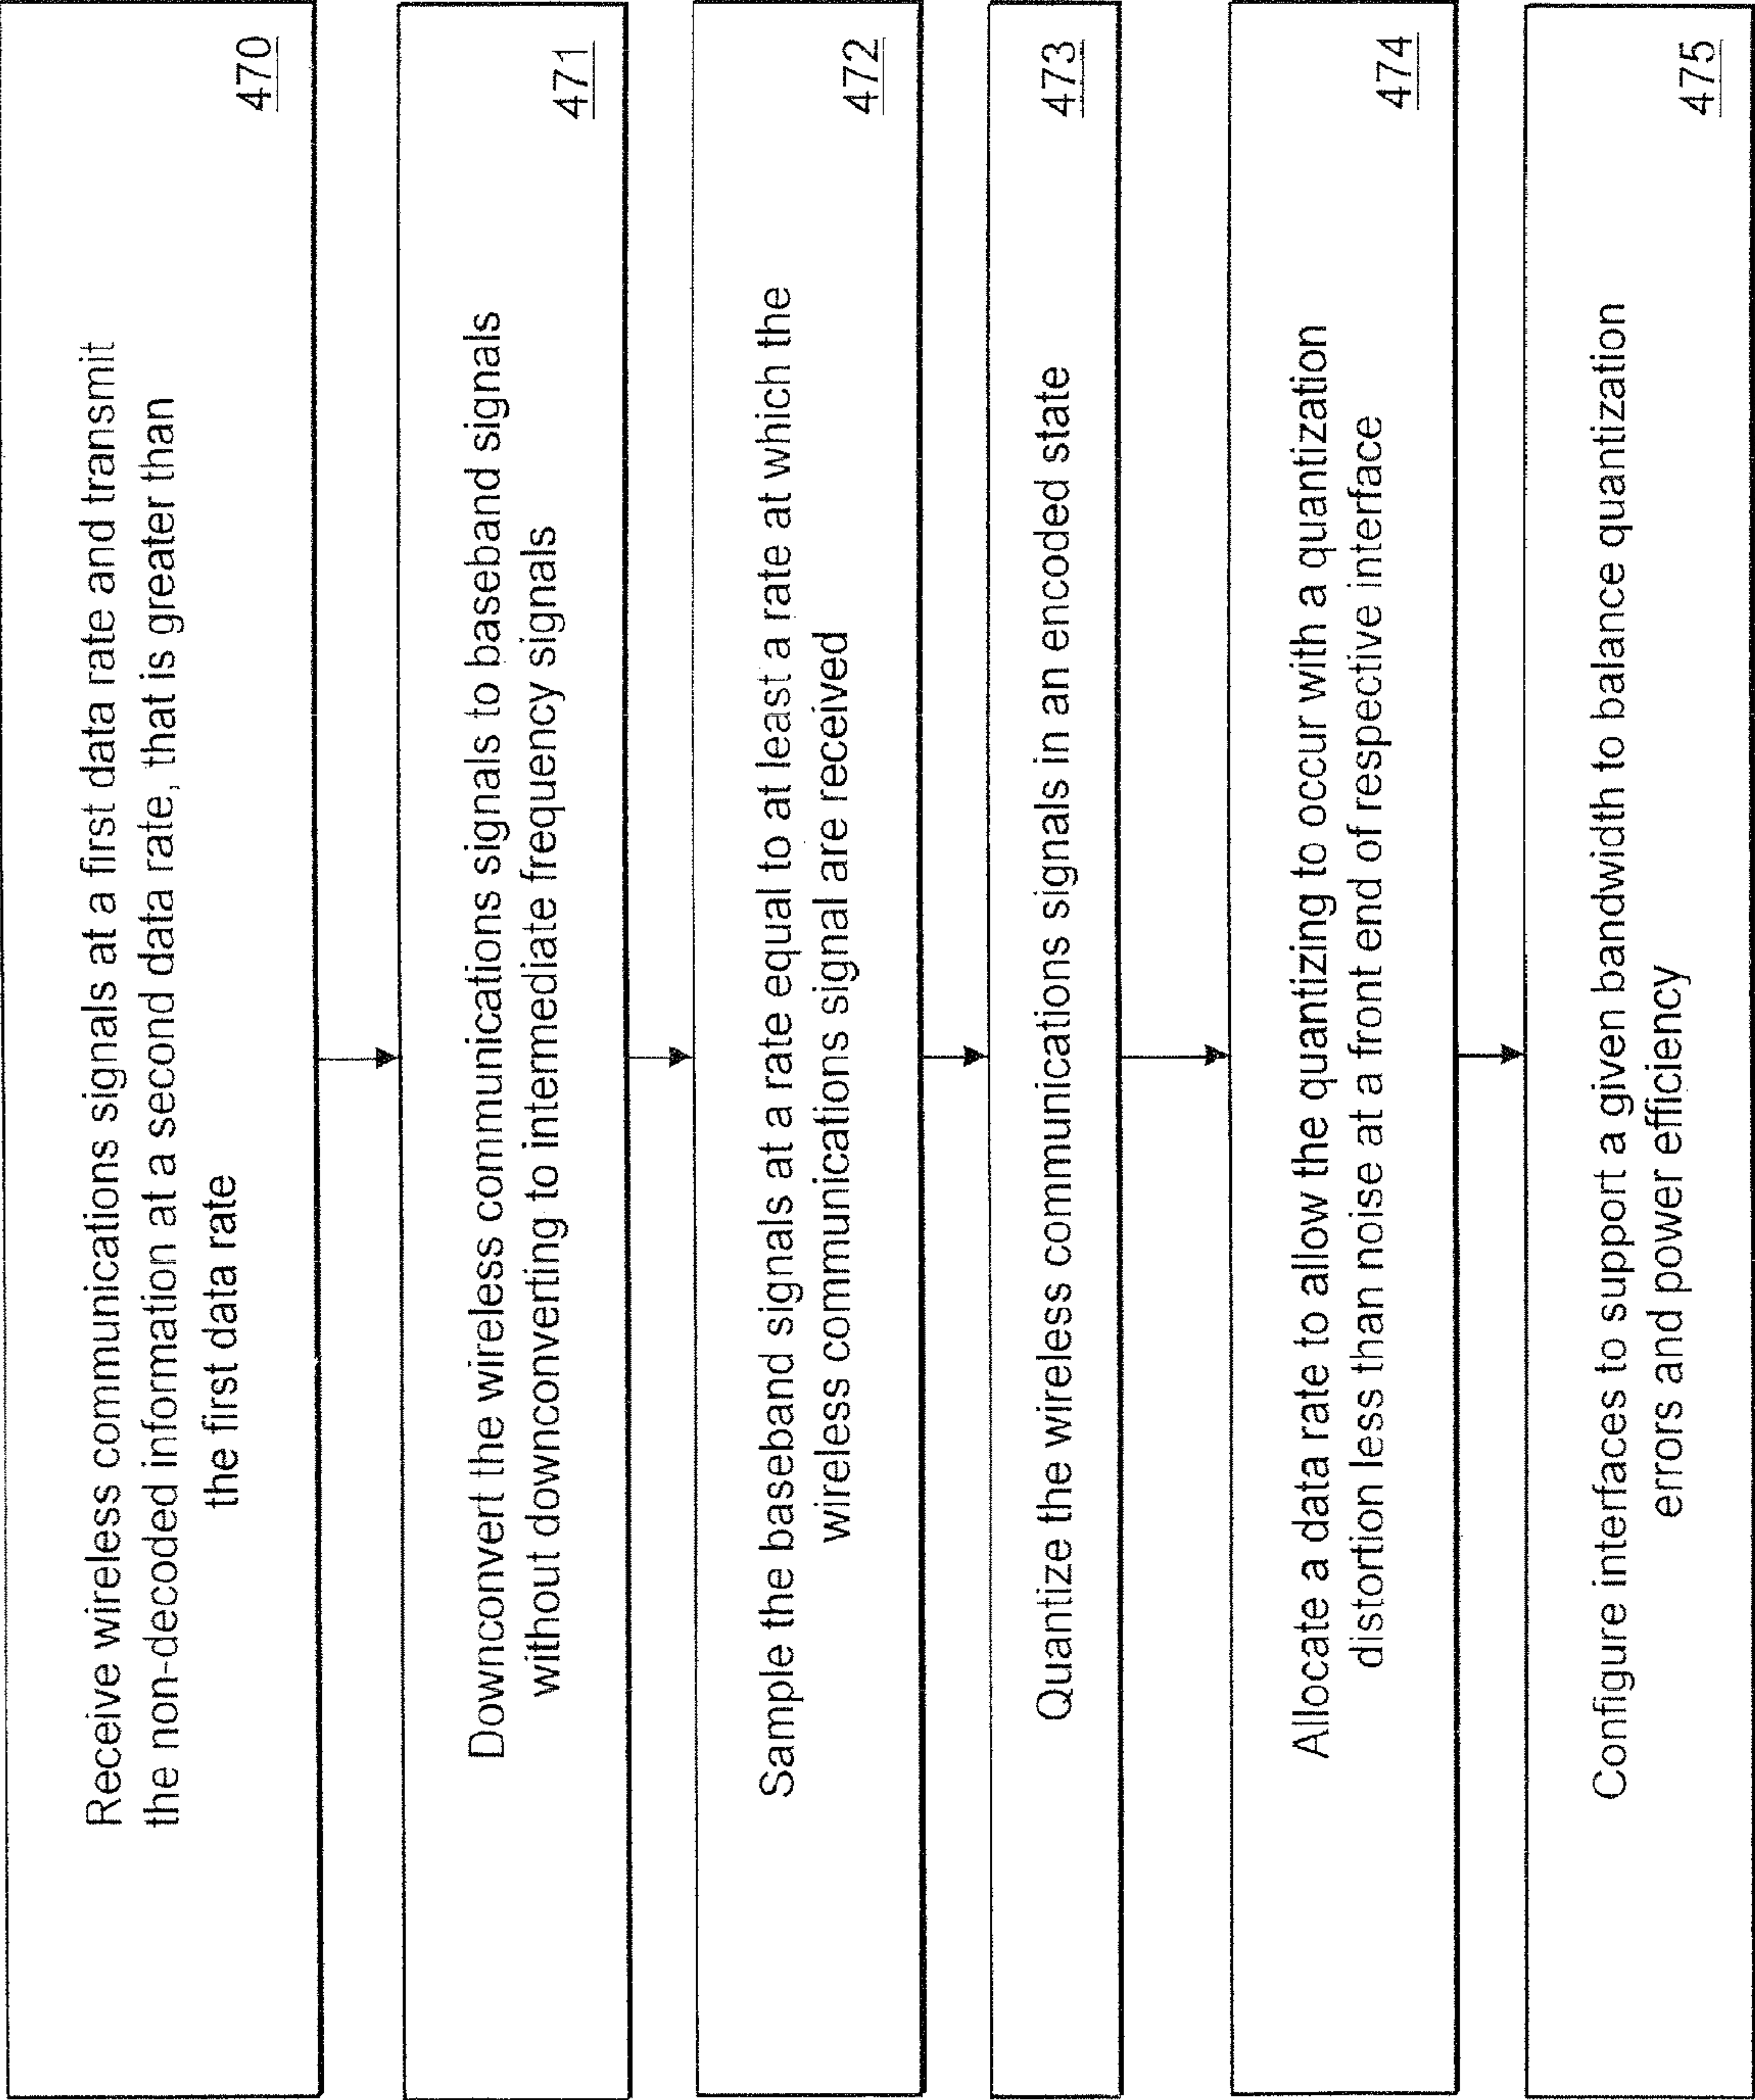 Receive wireless communications signals at a first data rate and transmit
the non-decoded information at a second data rate, that is greater than
the first data rate
470
Downconvert the wireless communications signals to baseband signals
without downconverting to intermediate frequency signals
471
Sample the baseband signals at a rate equal to at least a rate at which the
wireless communications signal are received
472
Quantize the wireless communications signals in an encoded state
473
Allocate a data rate to allow the quantizing to occur with a quantization
distortion less than noise at a front end of respective interface
474
Configure interfaces to support a given bandwidth to balance quantization
errors and power efficiency
475